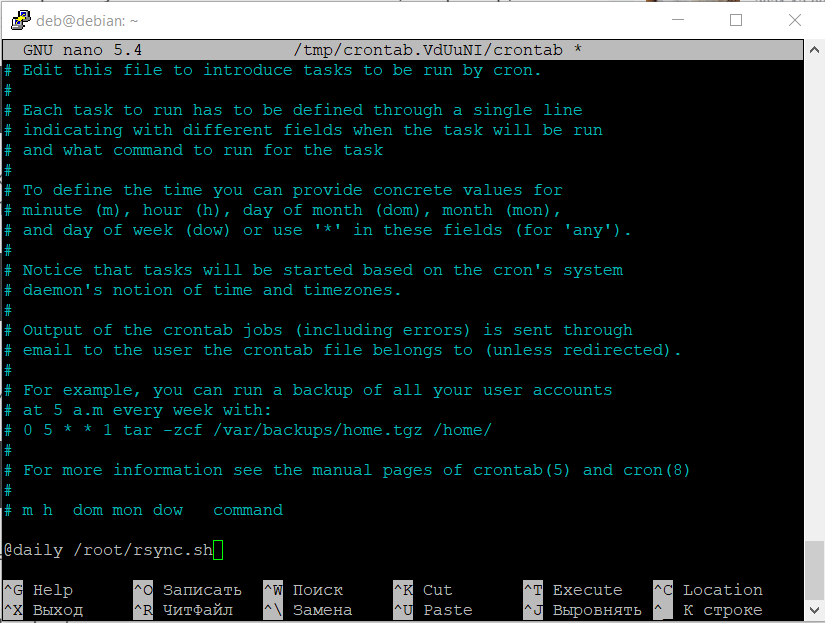 deb@debian: ~
GNU nano 5.4 /tmp/crontab.VdUuNI/crontab *
# Edit this file to introduce tasks to be run by cron.
#
# Each task to run has to be defined through a single line
# indicating with different fields when the task will be run
# and what command to run for the task
#
# To define the time you can provide concrete values for
# minute (m), hour (h), day of month (dom), month (mon),
# and day of week (dow) or use '*' in these fields (for 'any').
#
# Notice that tasks will be started based on the cron's system
# daemon's notion of time and timezones.
#
# Output of the crontab jobs (including errors) is sent through
# email to the user the crontab file belongs to (unless redirected).
#
# For example, you can run a backup of all your user accounts
# at 5 a.m every week with:
# 0 5 * * 1 tar -zcf /var/backups/home.tgz /home/
#
# For more information see the manual pages of crontab(5) and cron(8)
#
# m h  dom mon dow   command
@daily /root/rsync.sh
^G Help ^O Записать ^W Поиск ^K Cut ^T Execute ^C Location
^X Выход ^R ЧитФайл ^\ Замена ^U Paste ^J Выровнять ^_ К строке